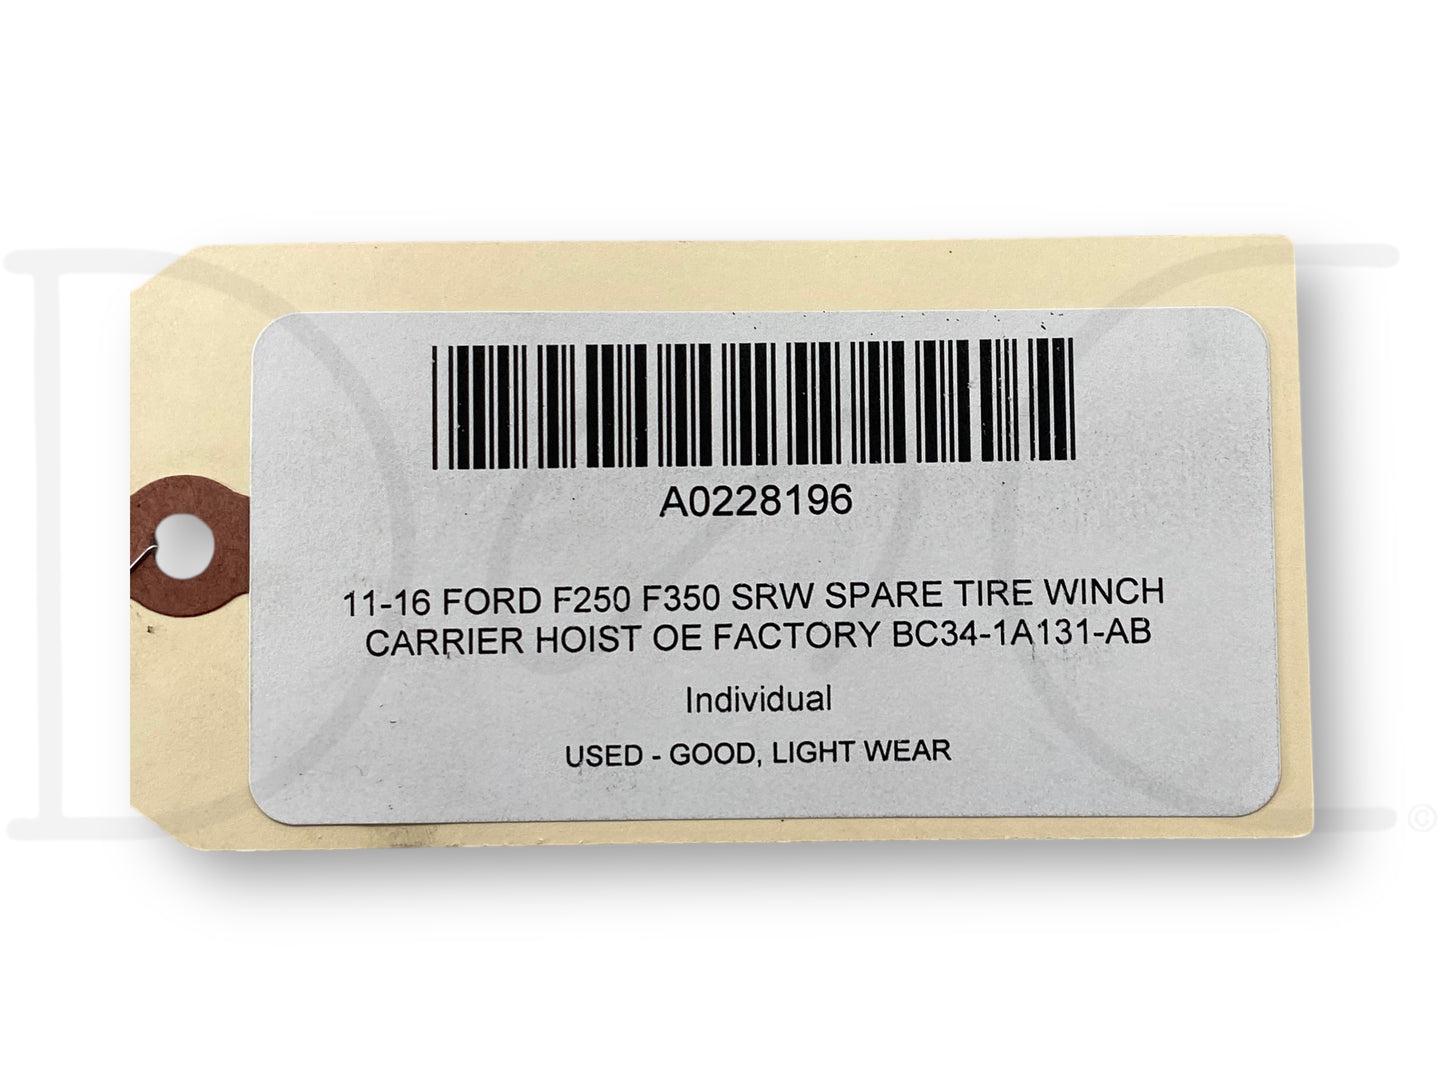 A0228196
11-16 FORD F250 F350 SRW SPARE TIRE WINCH
CARRIER HOIST OE FACTORY BC34-1A131-AB
Individual
USED - GOOD, LIGHT WEAR
©